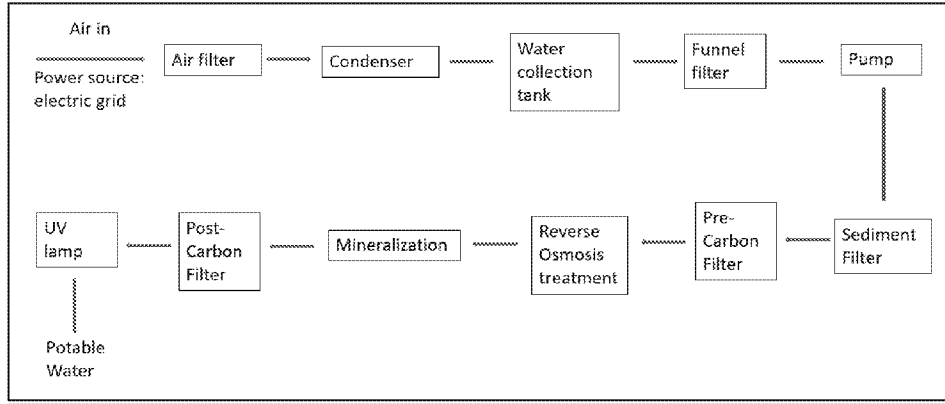 Air in
Power source:
electric grid
Air filter
Condenser
Water
collection
tank
Funnel
filter
Pump
Sediment
Filter
Pre-
Carbon
Filter
Reverse
Osmosis
treatment
Mineralization
Post-
Carbon
Filter
UV
lamp
Potable
Water